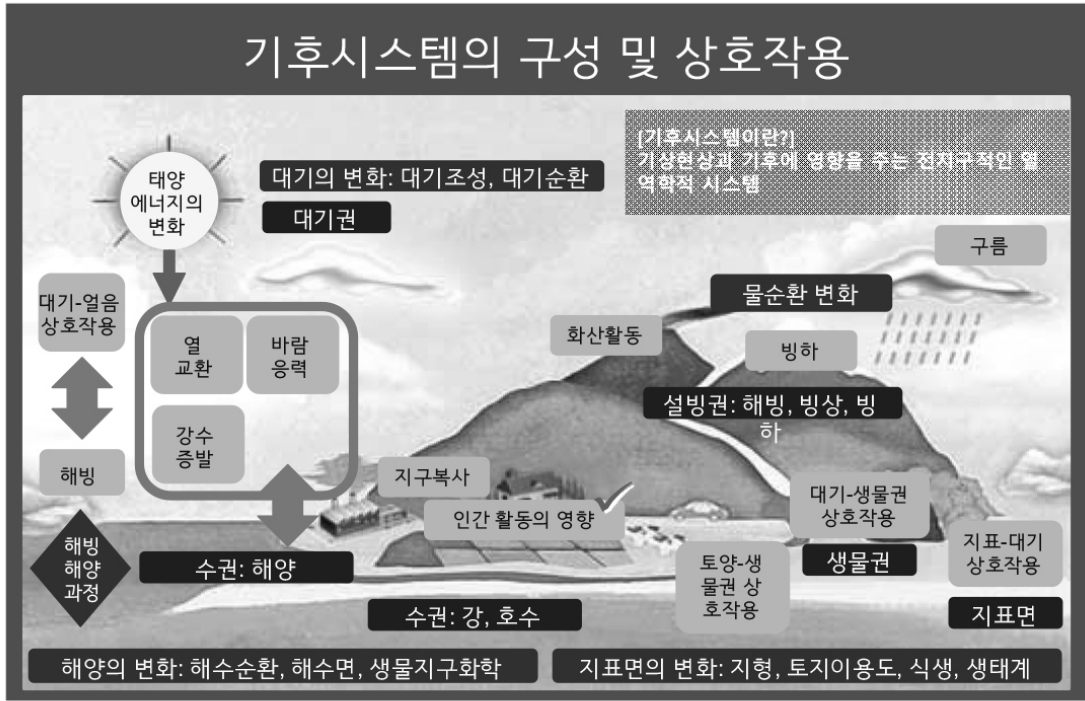 기후시스템의 구성 및 상호작용
[기후시스템이란?]
기상현상과 기후에 영향을 주는 전지구적인 열
역학적 시스템
태양
에너지의
변화
대기의 변화: 대기조성, 대기순환
대기권
구름
대기-얼음
상호작용
물순환 변화
열
교환
바람
응력
화산활동
빙하
설빙권: 해빙, 빙상, 빙
하
강수
증발
해빙
지구복사
인간 활동의 영향
대기-생물권
상호작용
해빙
해양
과정
수권: 해양
토양-생
물권 상
호작용
생물권
지표-대기
상호작용
수권: 강, 호수
지표면
해양의 변화: 해수순환, 해수면, 생물지구화학
지표면의 변화: 지형, 토지이용도, 식생, 생태계